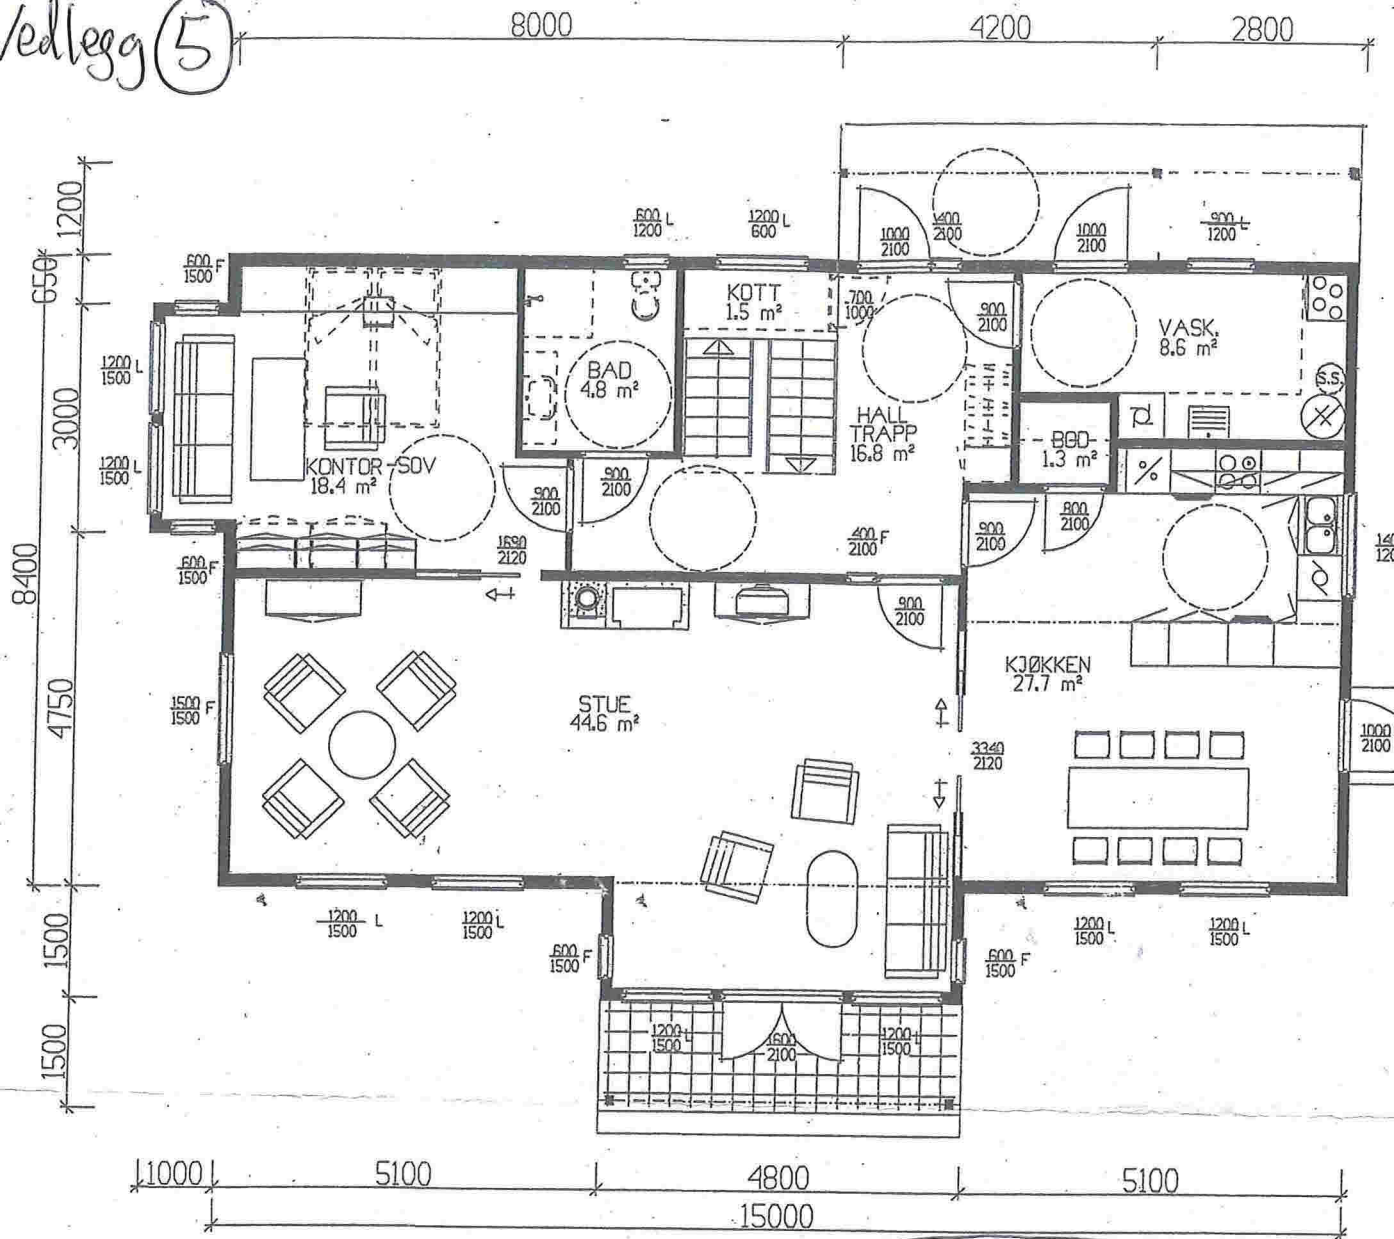 Vedlegg 5
8000
4200
2800
1200
650
3000
8400
4750
1500
1500
600
1500 F
600
1200 L
1200
600 L
1000
2100
1400
2100
1000
2100
900
1200 L
1200
1500 L
1200
1500 L
600
1500 F
KOTT
1.5 m²
700
1000
900
2100
VASK.
8.6 m²
S.S.
BAD
4.8 m²
HALL
TRAPP
16.8 m²
BOD
1.3 m²
KONTOR-SOV
18.4 m²
900
2100
900
2100
1690
2120
400
2100 F
900
2100
800
2100
900
2100
1500
1500 F
STUE
44.6 m²
KJØKKEN
27.7 m²
3340
2120
1000
2100
1200
1500 L
1200
1500 L
600
1500 F
600
1500 F
1200
1500 L
1200
1500 L
1200
1500 L
1600
2100
1200
1500 L
1000
5100
4800
5100
15000